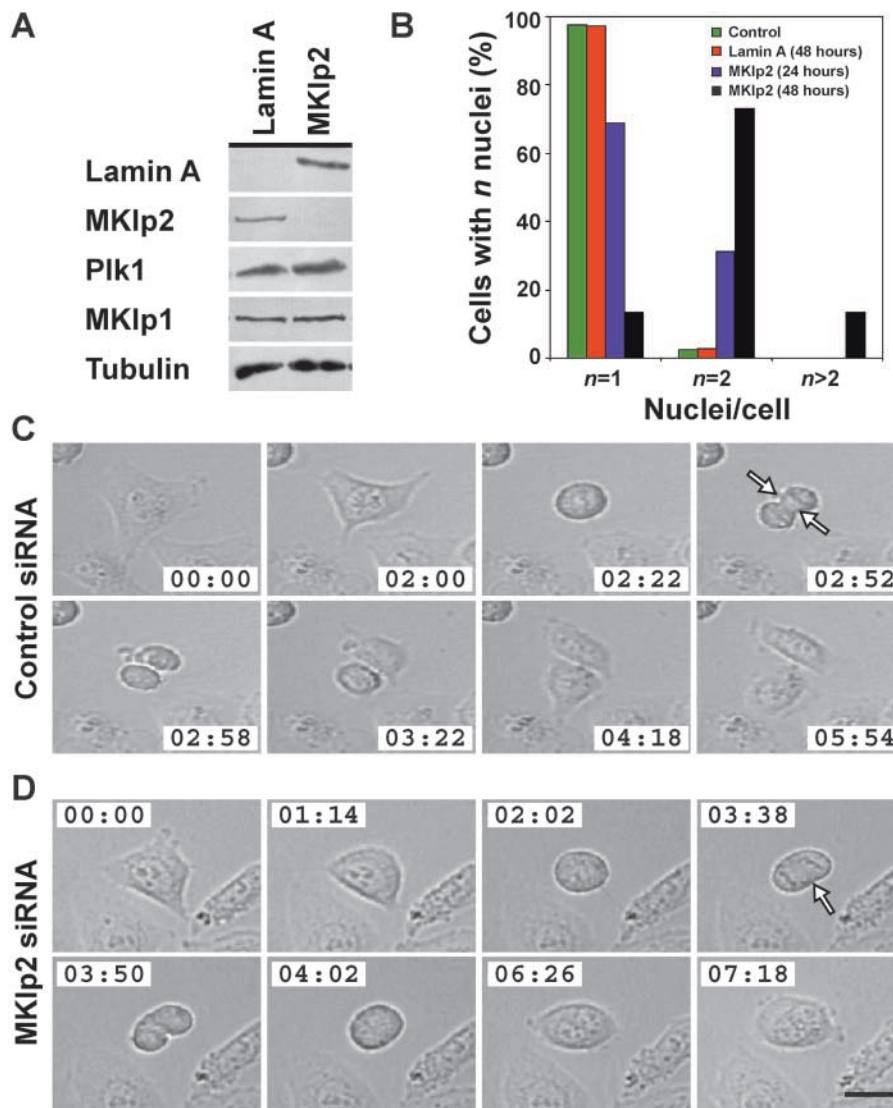 A
Lamin A
MKlp2
Lamin A
MKlp2
Plk1
MKlp1
Tubulin
B
Cells with n nuclei (%)
100
80
60
40
20
0
Control
Lamin A (48 hours)
MKlp2 (24 hours)
MKlp2 (48 hours)
n=1
n=2
n>2
Nuclei/cell
C
Control siRNA
00:00
02:00
02:22
02:52
02:58
03:22
04:18
05:54
D
MKlp2 siRNA
00:00
01:14
02:02
03:38
03:50
04:02
06:26
07:18